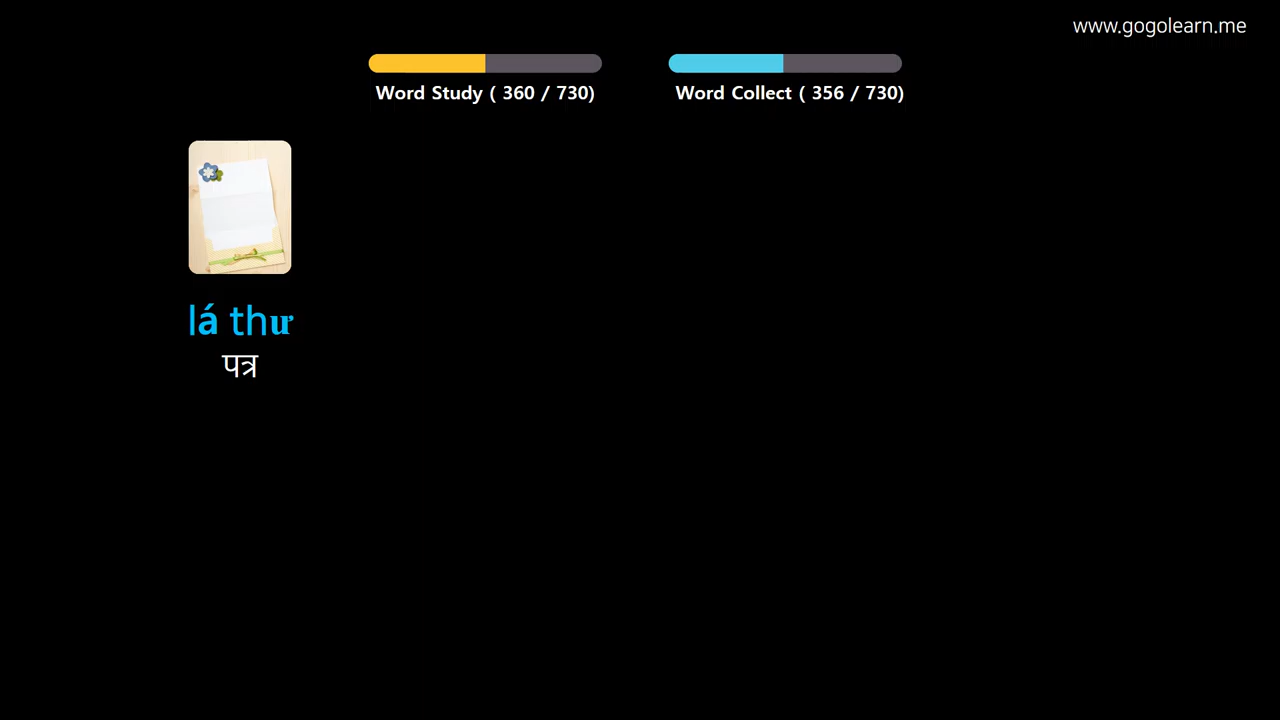 www.gogolearn.me
Word Study ( 360 / 730)
Word Collect ( 356 / 730)
lá thư
पत्र